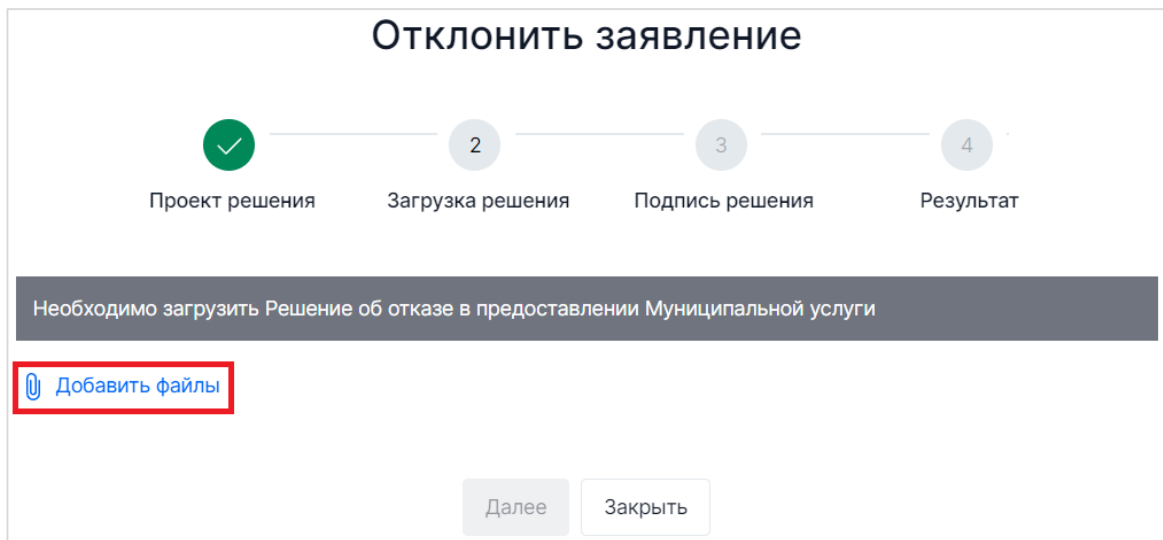 Отклонить заявление
2 3 4
Проект решения Загрузка решения Подпись решения Результат
Необходимо загрузить Решение об отказе в предоставлении Муниципальной услуги
Добавить файлы
Далее Закрыть